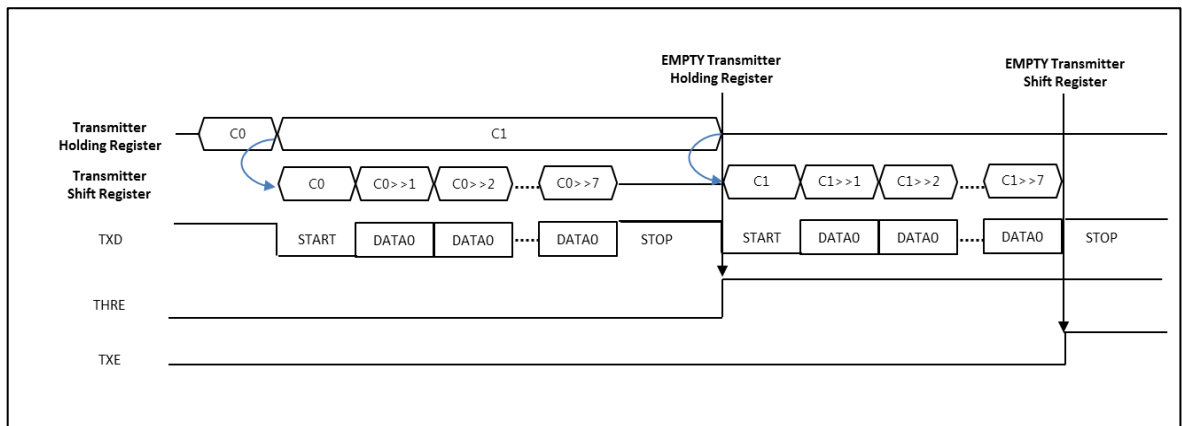 EMPTY Transmitter
Holding Register
EMPTY Transmitter
Shift Register
Transmitter
Holding Register
C0
C1
Transmitter
Shift Register
C0
C0>>1
C0>>2
C0>>7
C1
C1>>1
C1>>2
C1>>7
TXD
START
DATA0
DATA0
DATA0
STOP
START
DATA0
DATA0
DATA0
STOP
THRE
TXE